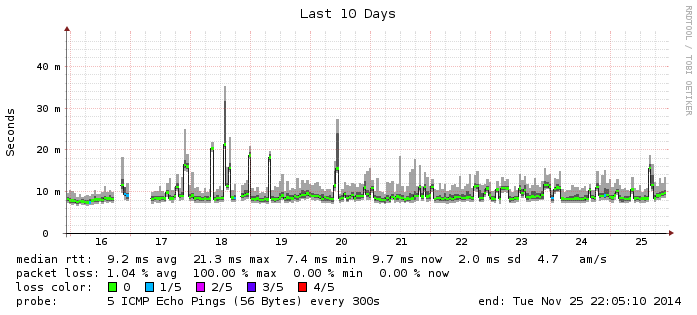 Last 10 Days
RRDTOOL / TOBI OETIKER
Seconds
40 m
30 m
20 m
10 m
0
16 17 18 19 20 21 22 23 24 25
median rtt: 9.2 ms avg 21.3 ms max 7.4 ms min 9.7 ms now 2.0 ms sd 4.7 am/s
packet loss: 1.04 % avg 100.00 % max 0.00 % min 0.00 % now
loss color: 0 1/5 2/5 3/5 4/5
probe: 5 ICMP Echo Pings (56 Bytes) every 300s end: Tue Nov 25 22:05:10 2014